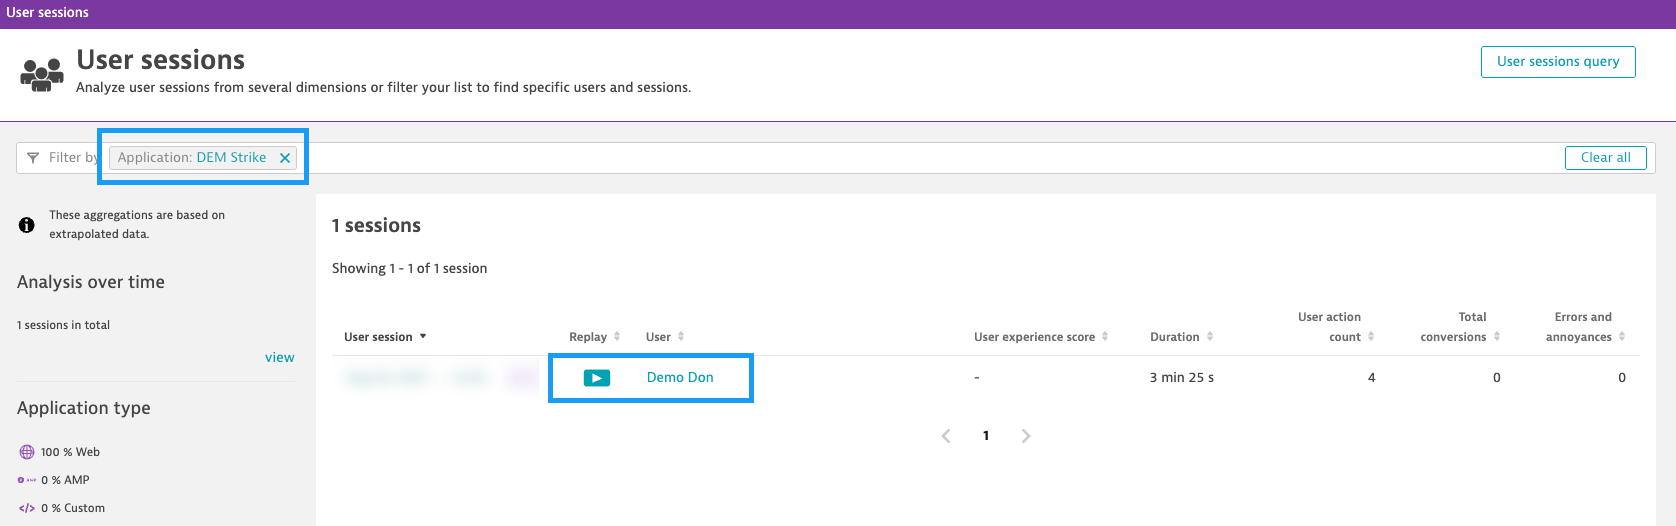 User sessions
User sessions
Analyze user sessions from several dimensions or filter your list to find specific users and sessions.
User sessions query
Filter by Application: DEM Strike
Clear all
These aggregations are based on
extrapolated data.
Analysis over time
1 sessions in total
view
Application type
100 % Web
AMP 0 % AMP
</> 0 % Custom
1 sessions
Showing 1 - 1 of 1 session
User session Replay User User experience score Duration User action count Total conversions Errors and annoyances
Demo Don - 3 min 25 s 4 0 0
1